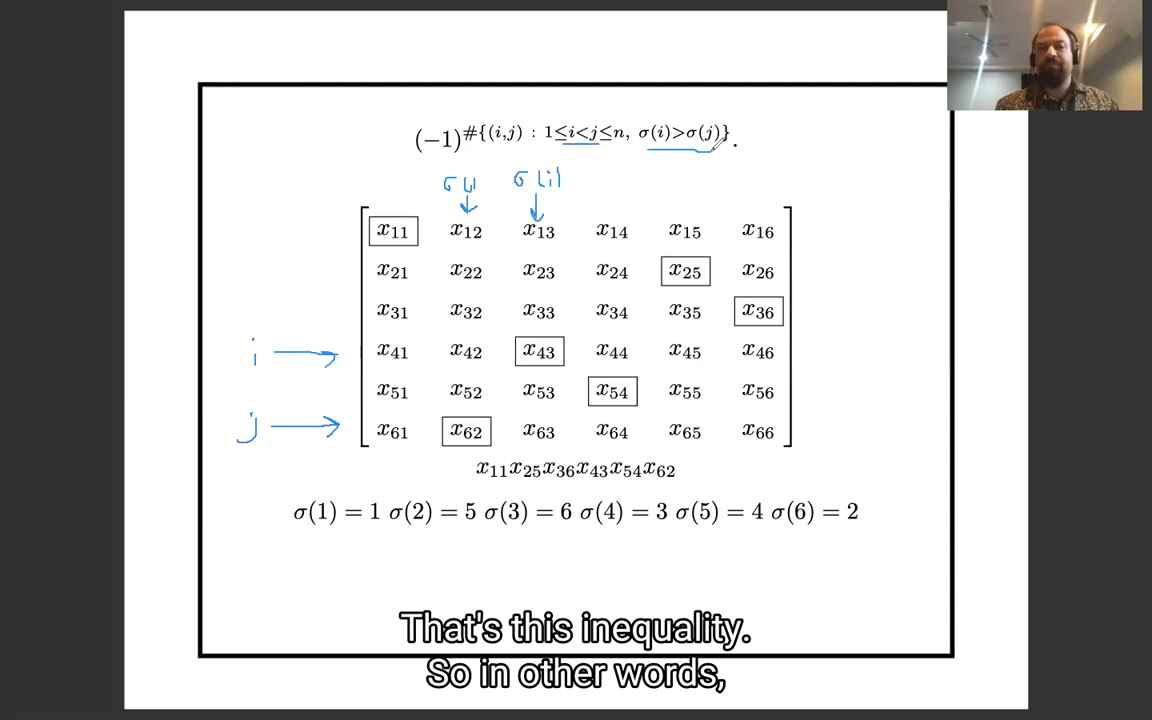 (−1)^#{(i,j) : 1≤i<j≤n, σ(i)>σ(j)}.
σ(j) σ(i)
x11 x12 x13 x14 x15 x16
x21 x22 x23 x24 x25 x26
x31 x32 x33 x34 x35 x36
i x41 x42 x43 x44 x45 x46
x51 x52 x53 x54 x55 x56
j x61 x62 x63 x64 x65 x66
x11x25x36x43x54x62
σ(1) = 1 σ(2) = 5 σ(3) = 6 σ(4) = 3 σ(5) = 4 σ(6) = 2
That's this inequality.
So in other words,